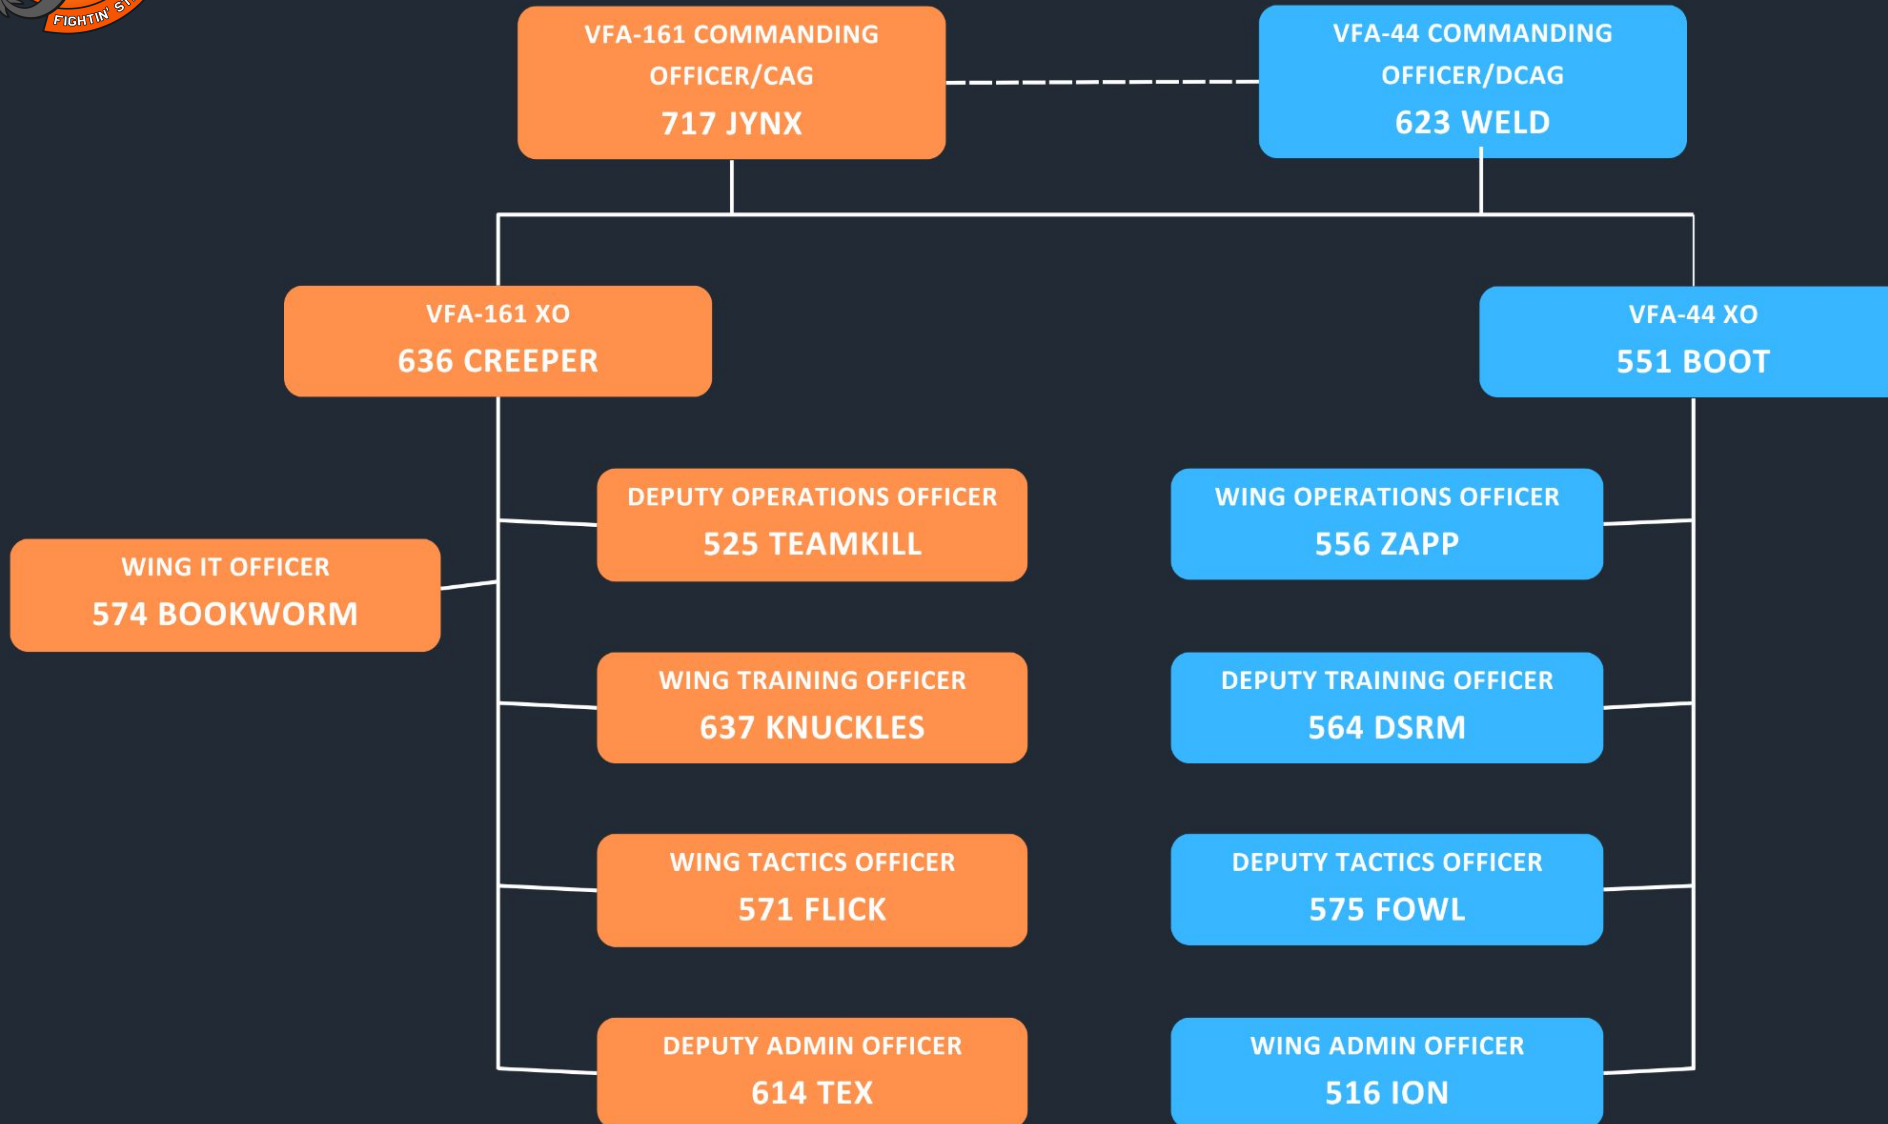 FIGHTIN'
VFA-161 COMMANDING
OFFICER/CAG
717 JYNX
VFA-44 COMMANDING
OFFICER/DCAG
623 WELD
VFA-161 XO
636 CREEPER
VFA-44 XO
551 BOOT
DEPUTY OPERATIONS OFFICER
525 TEAMKILL
WING OPERATIONS OFFICER
556 ZAPP
WING IT OFFICER
574 BOOKWORM
WING TRAINING OFFICER
637 KNUCKLES
DEPUTY TRAINING OFFICER
564 DSRM
WING TACTICS OFFICER
571 FLICK
DEPUTY TACTICS OFFICER
575 FOWL
DEPUTY ADMIN OFFICER
614 TEX
WING ADMIN OFFICER
516 ION